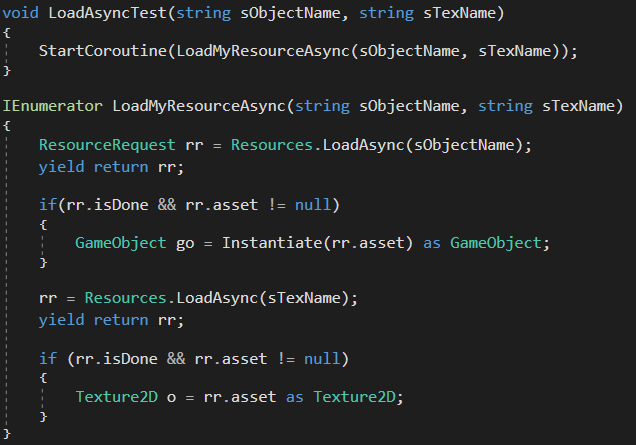 void LoadAsyncTest(string sObjectName, string sTexName)
{
    StartCoroutine(LoadMyResourceAsync(sObjectName, sTexName));
}
IEnumerator LoadMyResourceAsync(string sObjectName, string sTexName)
{
    ResourceRequest rr = Resources.LoadAsync(sObjectName);
    yield return rr;
    if(rr.isDone && rr.asset != null)
    {
        GameObject go = Instantiate(rr.asset) as GameObject;
    }
    rr = Resources.LoadAsync(sTexName);
    yield return rr;
    if (rr.isDone && rr.asset != null)
    {
        Texture2D o = rr.asset as Texture2D;
    }
}